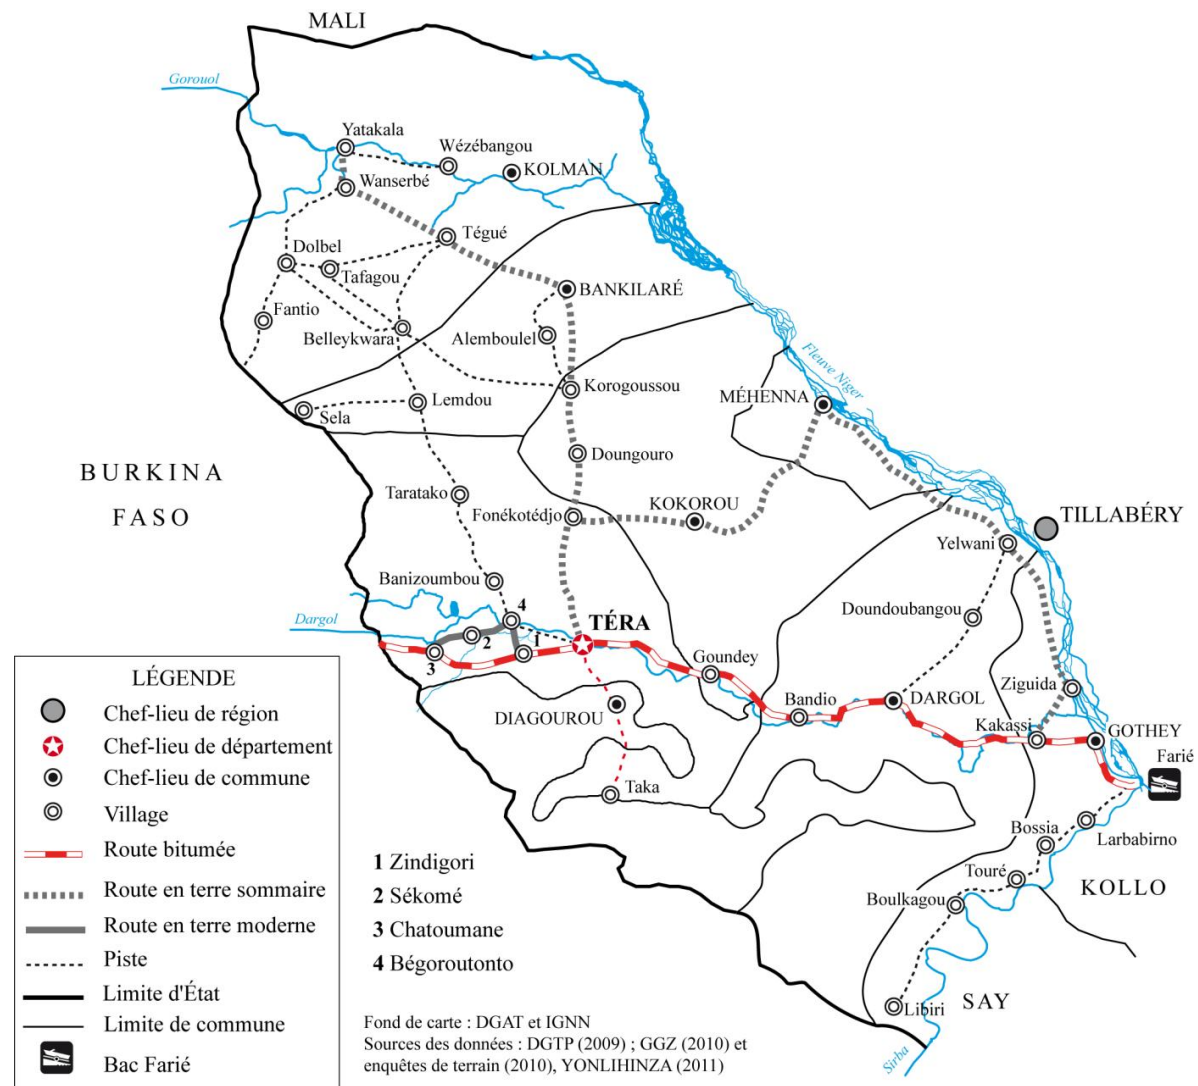 MALI
Gorouol
Yatakala
Wézébangou
KOLMAN
Wanserbé
Tégué
Dolbel
Tafagou
BANKILARÉ
Fantio
Belleykwara
Alemboulel
Fleuve Niger
Korogoussou
MÉHENNA
Lemdou
Sela
BURKINA
FASO
Doungouro
Taratako
Fonékotédjo
KOKOROU
TILLABÉRY
Yelwani
Banizoumbou
Doundoubangou
Dargol
4
2
1
3
TÉRA
Goundey
Ziguida
DIAGOUROU
Bandio
DARGOL
Kakassi
GOTHEY
Farié
Taka
Larbabirno
Bossia
Touré
KOLLO
Boulkagou
SAY
Libiri
Sirba
LÉGENDE
Chef-lieu de région
Chef-lieu de département
Chef-lieu de commune
Village
Route bitumée
Route en terre sommaire
Route en terre moderne
Piste
Limite d'État
Limite de commune
Bac Farié
1 Zindigori
2 Sékomé
3 Chatoumane
4 Bégoroutonto
Fond de carte : DGAT et IGNN
Sources des données : DGTP (2009) ; GGZ (2010) et
enquêtes de terrain (2010), YONLIHINZA (2011)